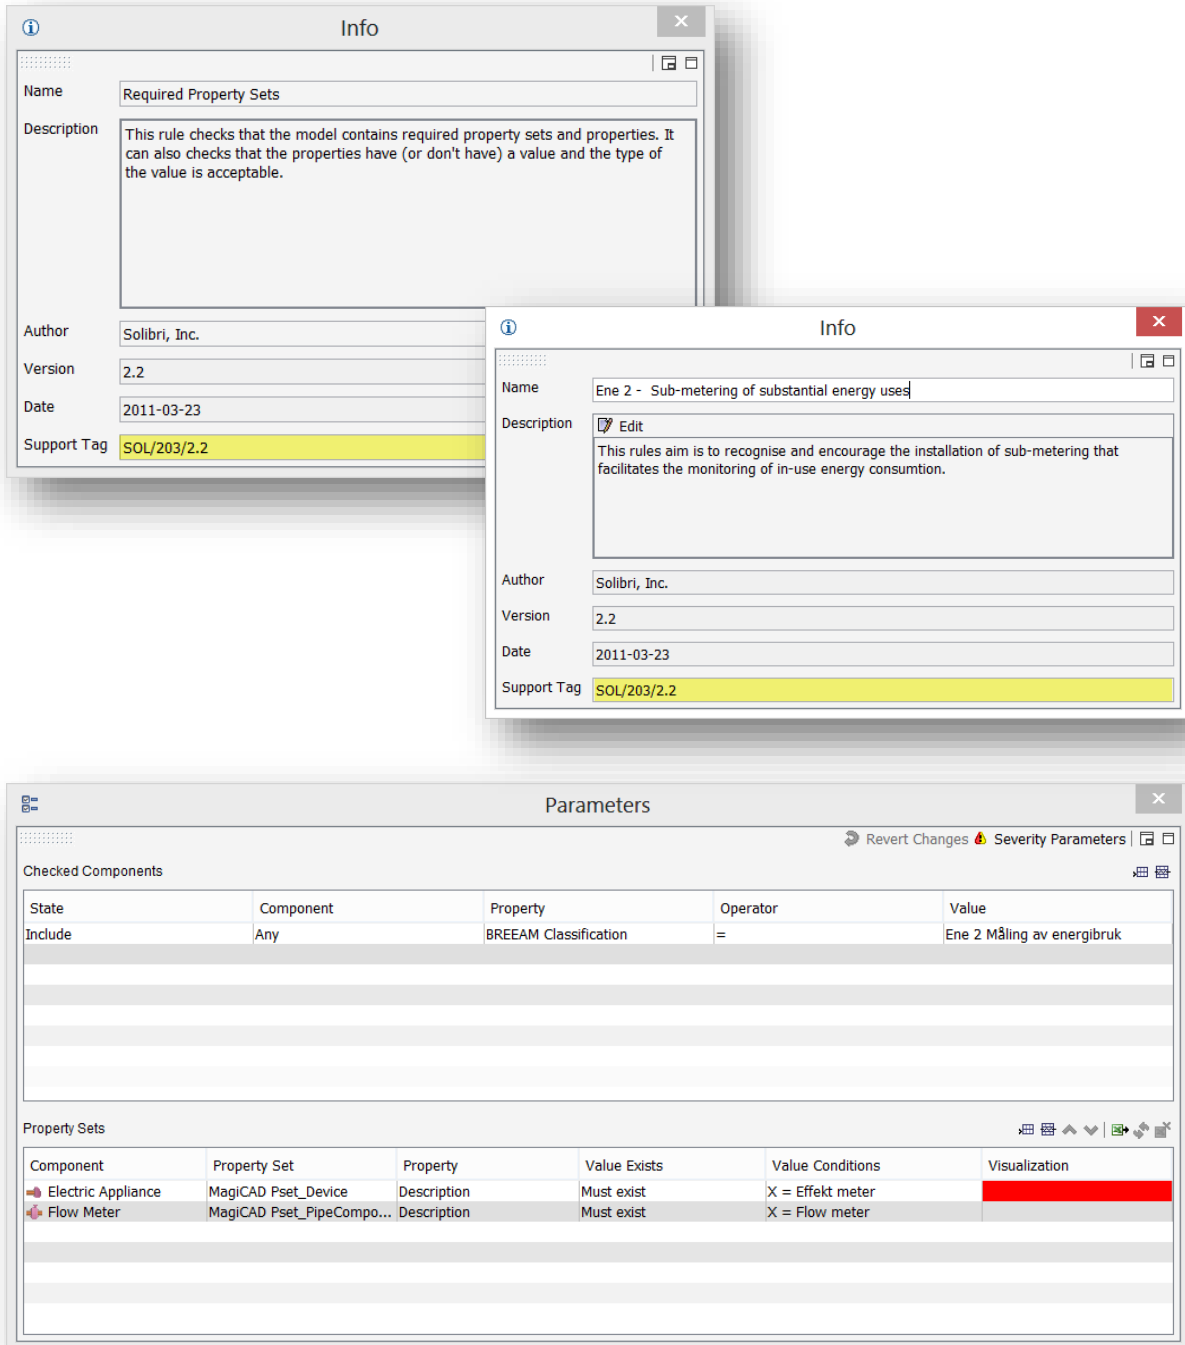 Info
Name
Required Property Sets
Description
This rule checks that the model contains required property sets and properties. It
can also checks that the properties have (or don't have) a value and the type of
the value is acceptable.
Author
Solibri, Inc.
Version
2.2
Date
2011-03-23
Support Tag
SOL/203/2.2
Info
Name
Ene 2 - Sub-metering of substantial energy uses
Description
Edit
This rules aim is to recognise and encourage the installation of sub-metering that
facilitates the monitoring of in-use energy consumtion.
Author
Solibri, Inc.
Version
2.2
Date
2011-03-23
Support Tag
SOL/203/2.2
Parameters
Revert Changes Severity Parameters
Checked Components
State Component Property Operator Value
Include Any BREEAM Classification = Ene 2 Måling av energibruk
Property Sets
Component Property Set Property Value Exists Value Conditions Visualization
Electric Appliance MagiCAD Pset_Device Description Must exist X = Effekt meter
Flow Meter MagiCAD Pset_PipeCompo... Description Must exist X = Flow meter